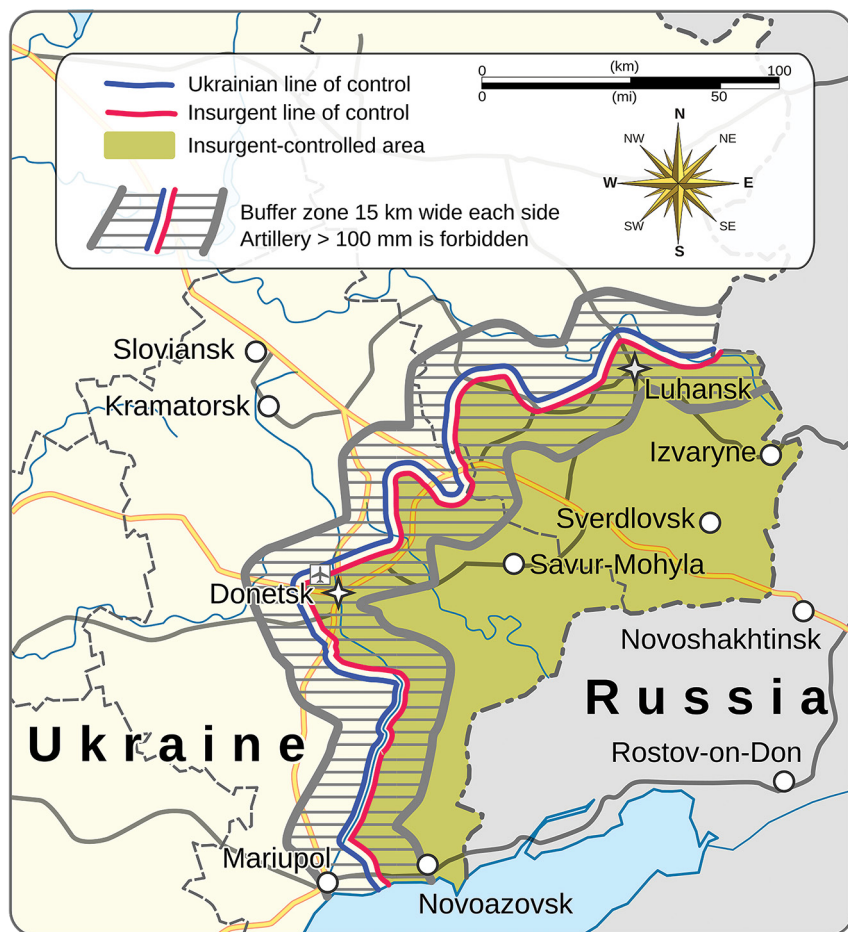 Ukrainian line of control
Insurgent line of control
Insurgent-controlled area
Buffer zone 15 km wide each side
Artillery > 100 mm is forbidden
0 (km) 100
0 (mi) 50
N
NW NE
W E
SW SE
S
Sloviansk
Kramatorsk
Luhansk
Izvaryne
Sverdlovsk
Savur-Mohyla
Donetsk
Novoshakhtinsk
Russia
Ukraine
Rostov-on-Don
Mariupol
Novoazovsk